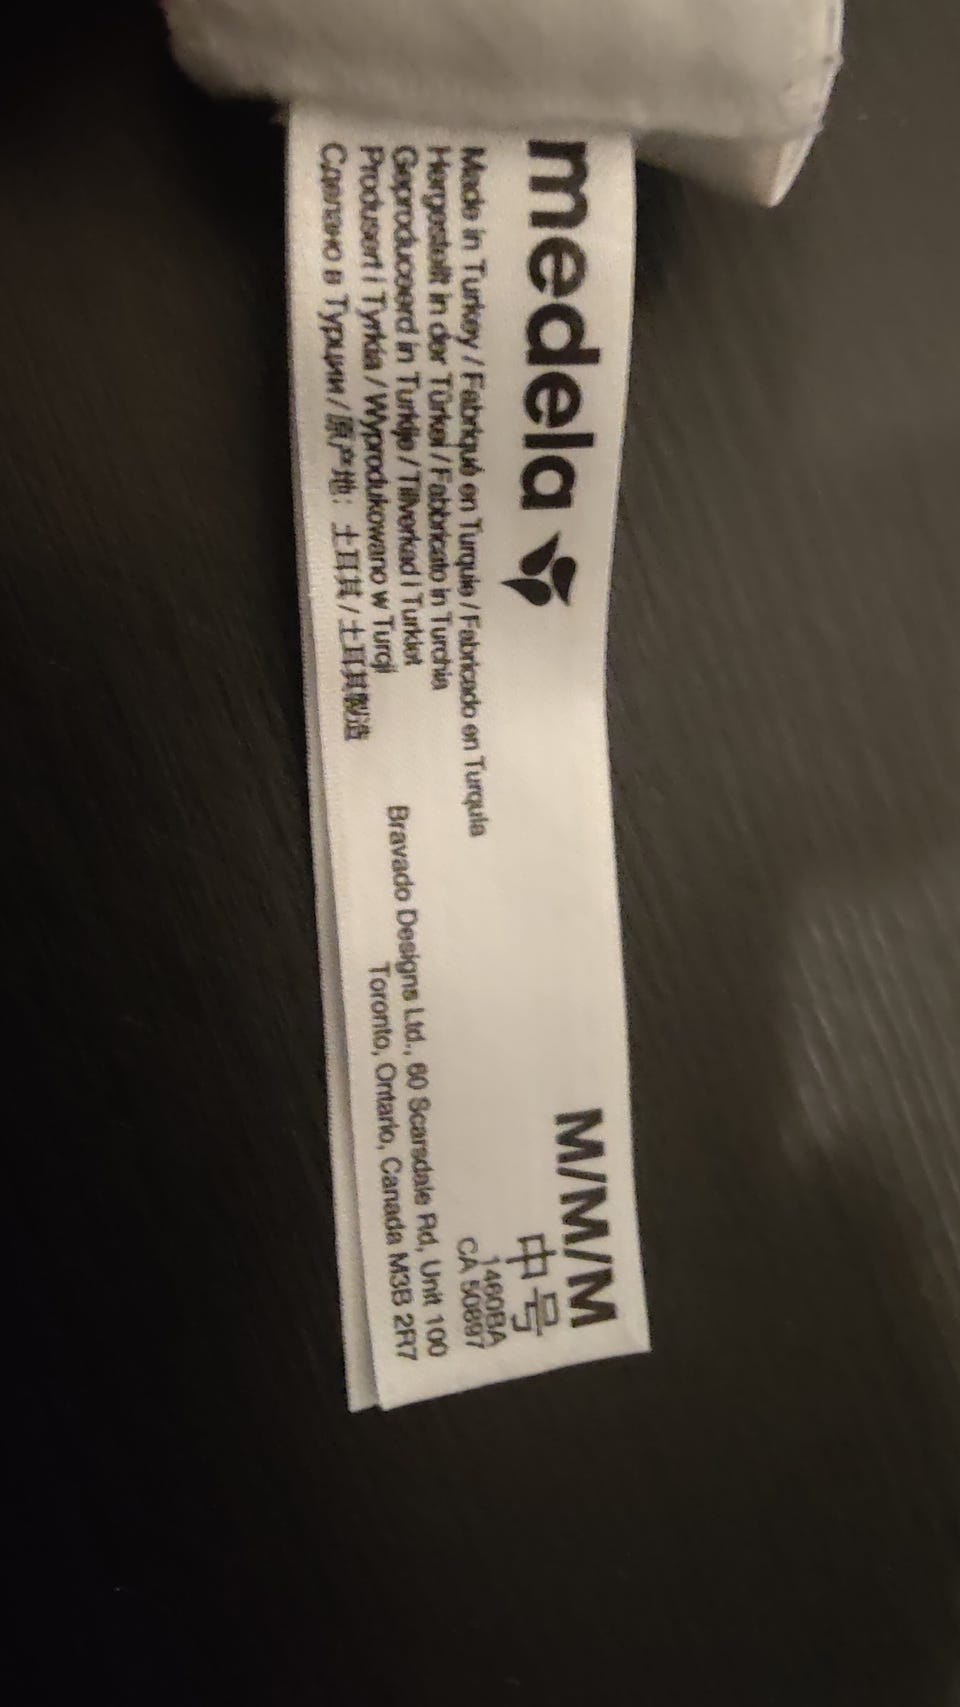 medela
Made in Turkey / Fabriqué en Turquie / Fabricado en Turquía
Hergestellt in der Türkei / Fabbricato in Turchia
Geproduceerd in Turkije / Tillverkad i Turkiet
Produsert i Tyrkia / Wyprodukowano w Turcji
Сделано в Турции / 原产地：土耳其 / 土耳其製造
M/M/M
中号
1460BA
CA 50897
Bravado Designs Ltd., 60 Scarsdale Rd, Unit 100
Toronto, Ontario, Canada M3B 2R7